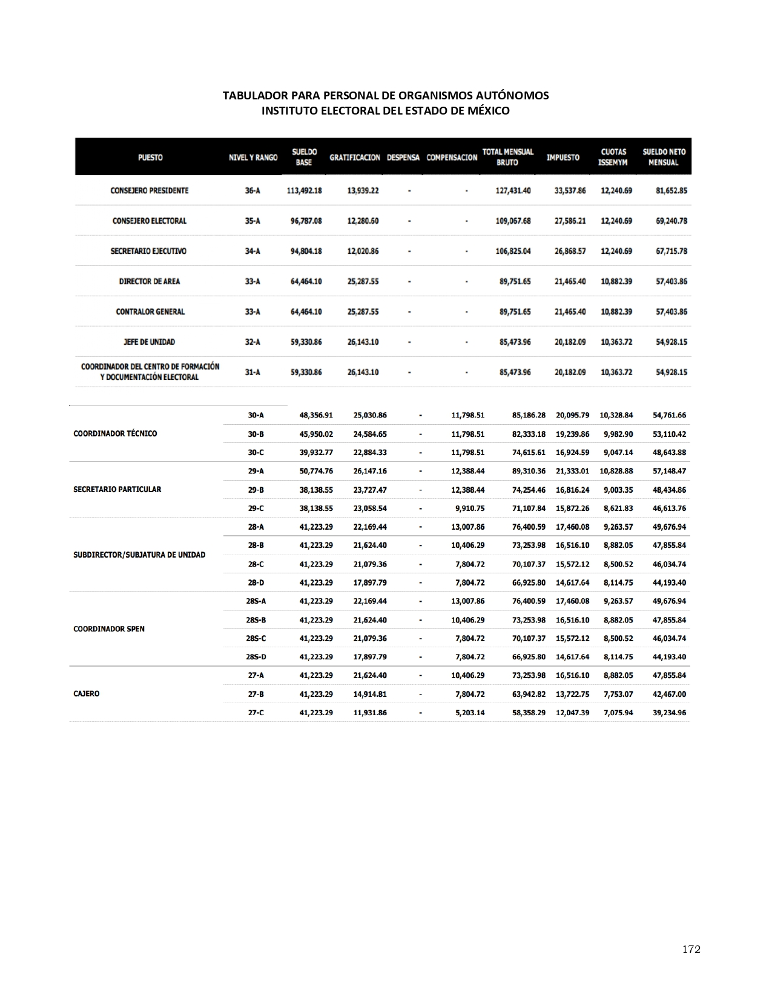 TABULADOR PARA PERSONAL DE ORGANISMOS AUTÓNOMOS
INSTITUTO ELECTORAL DEL ESTADO DE MÉXICO
PUESTO NIVEL Y RANGO SUELDO BASE GRATIFICACION DESPENSA COMPENSACION TOTAL MENSUAL BRUTO IMPUESTO CUOTAS ISSEMYM SUELDO NETO MENSUAL
CONSEJERO PRESIDENTE 36-A 113,492.18 13,939.22 - - 127,431.40 33,537.86 12,240.69 81,652.85
CONSEJERO ELECTORAL 35-A 96,787.08 12,280.60 - - 109,067.68 27,586.21 12,240.69 69,240.78
SECRETARIO EJECUTIVO 34-A 94,804.18 12,020.86 - - 106,825.04 26,868.57 12,240.69 67,715.78
DIRECTOR DE AREA 33-A 64,464.10 25,287.55 - - 89,751.65 21,465.40 10,882.39 57,403.86
CONTRALOR GENERAL 33-A 64,464.10 25,287.55 - - 89,751.65 21,465.40 10,882.39 57,403.86
JEFE DE UNIDAD 32-A 59,330.86 26,143.10 - - 85,473.96 20,182.09 10,363.72 54,928.15
COORDINADOR DEL CENTRO DE FORMACIÓN
Y DOCUMENTACIÓN ELECTORAL 31-A 59,330.86 26,143.10 - - 85,473.96 20,182.09 10,363.72 54,928.15
30-A 48,356.91 25,030.86 - 11,798.51 85,186.28 20,095.79 10,328.84 54,761.66
COORDINADOR TÉCNICO 30-B 45,950.02 24,584.65 - 11,798.51 82,333.18 19,239.86 9,982.90 53,110.42
30-C 39,932.77 22,884.33 - 11,798.51 74,615.61 16,924.59 9,047.14 48,643.88
29-A 50,774.76 26,147.16 - 12,388.44 89,310.36 21,333.01 10,828.88 57,148.47
SECRETARIO PARTICULAR 29-B 38,138.55 23,727.47 - 12,388.44 74,254.46 16,816.24 9,003.35 48,434.86
29-C 38,138.55 23,058.54 - 9,910.75 71,107.84 15,872.26 8,621.83 46,613.76
28-A 41,223.29 22,169.44 - 13,007.86 76,400.59 17,460.08 9,263.57 49,676.94
28-B 41,223.29 21,624.40 - 10,406.29 73,253.98 16,516.10 8,882.05 47,855.84
SUBDIRECTOR/SUBJATURA DE UNIDAD
28-C 41,223.29 21,079.36 - 7,804.72 70,107.37 15,572.12 8,500.52 46,034.74
28-D 41,223.29 17,897.79 - 7,804.72 66,925.80 14,617.64 8,114.75 44,193.40
28S-A 41,223.29 22,169.44 - 13,007.86 76,400.59 17,460.08 9,263.57 49,676.94
28S-B 41,223.29 21,624.40 - 10,406.29 73,253.98 16,516.10 8,882.05 47,855.84
COORDINADOR SPEN
28S-C 41,223.29 21,079.36 - 7,804.72 70,107.37 15,572.12 8,500.52 46,034.74
28S-D 41,223.29 17,897.79 - 7,804.72 66,925.80 14,617.64 8,114.75 44,193.40
27-A 41,223.29 21,624.40 - 10,406.29 73,253.98 16,516.10 8,882.05 47,855.84
CAJERO 27-B 41,223.29 14,914.81 - 7,804.72 63,942.82 13,722.75 7,753.07 42,467.00
27-C 41,223.29 11,931.86 - 5,203.14 58,358.29 12,047.39 7,075.94 39,234.96
172